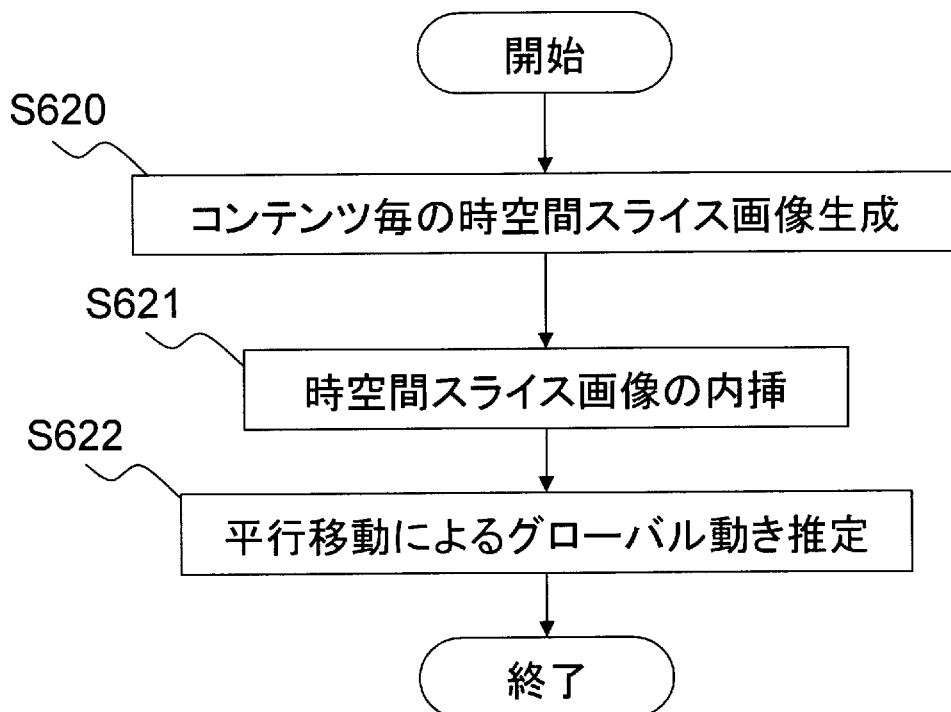 開始
S620
コンテンツ毎の時空間スライス画像生成
S621
時空間スライス画像の内挿
S622
平行移動によるグローバル動き推定
終了